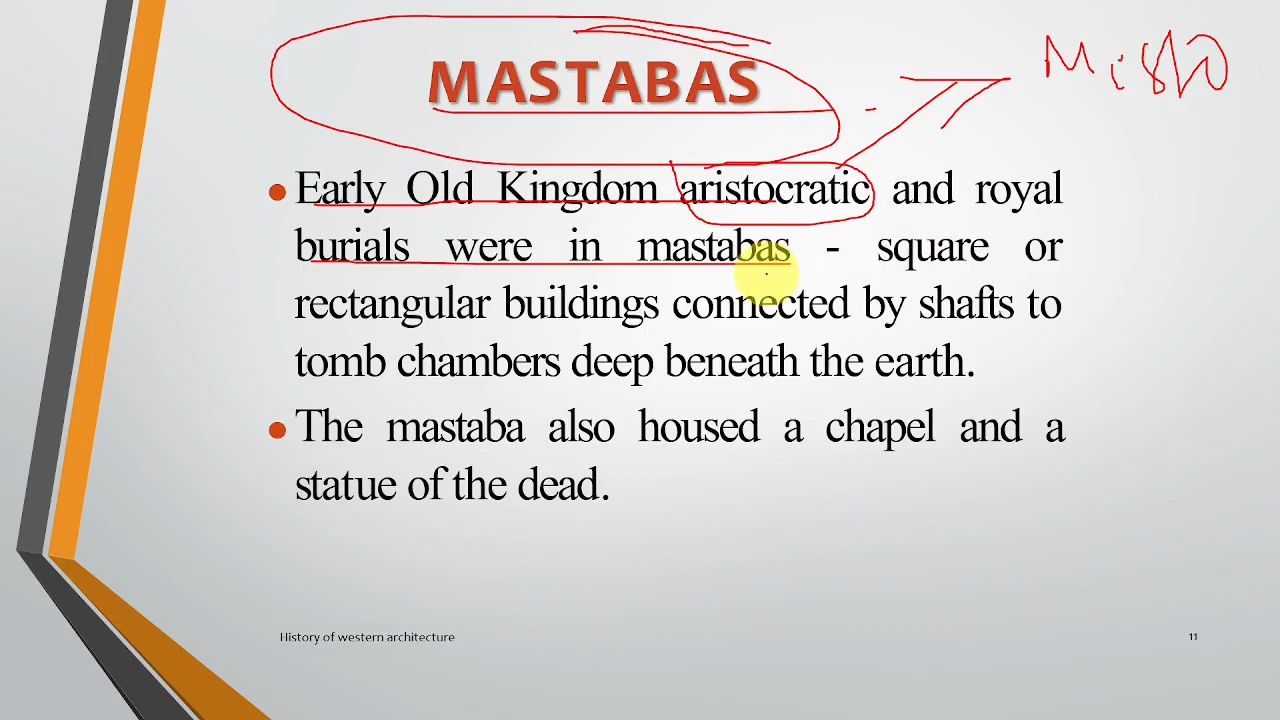 MASTABAS
Early Old Kingdom aristocratic and royal
burials were in mastabas - square or
rectangular buildings connected by shafts to
tomb chambers deep beneath the earth.
The mastaba also housed a chapel and a
statue of the dead.
History of western architecture
11